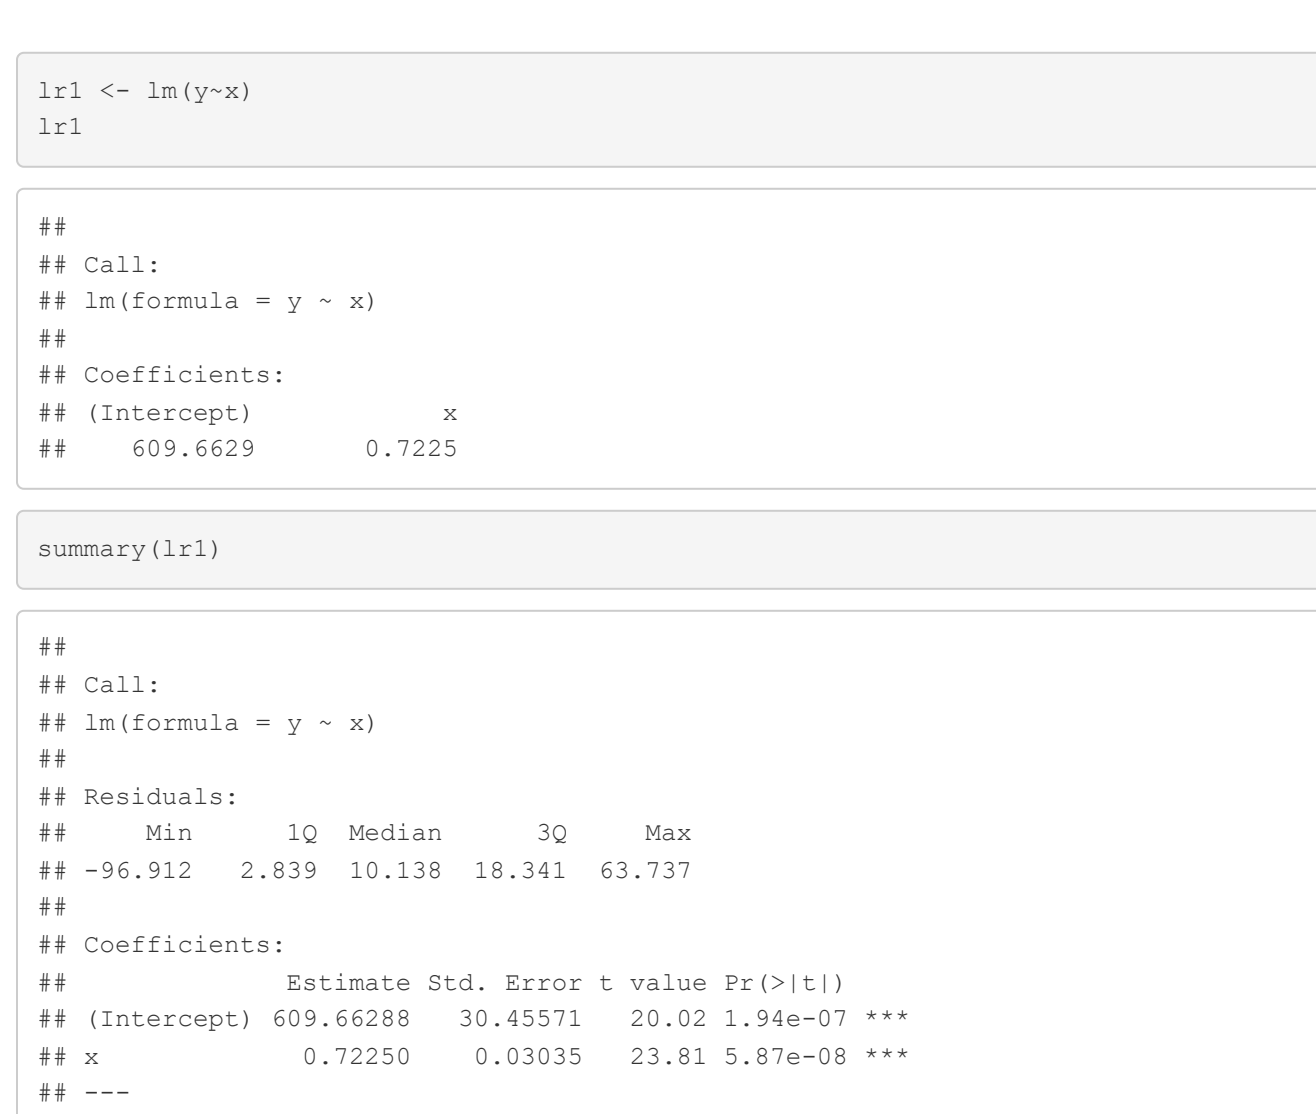 lr1 <- lm(y~x)
lr1
##
## Call:
## lm(formula = y ~ x)
##
## Coefficients:
## (Intercept)            x
##    609.6629       0.7225
summary(lr1)
##
## Call:
## lm(formula = y ~ x)
##
## Residuals:
##     Min      1Q  Median      3Q     Max
## -96.912   2.839  10.138  18.341  63.737
##
## Coefficients:
##              Estimate Std. Error t value Pr(>|t|)
## (Intercept) 609.66288   30.45571   20.02 1.94e-07 ***
## x             0.72250    0.03035   23.81 5.87e-08 ***
## ---